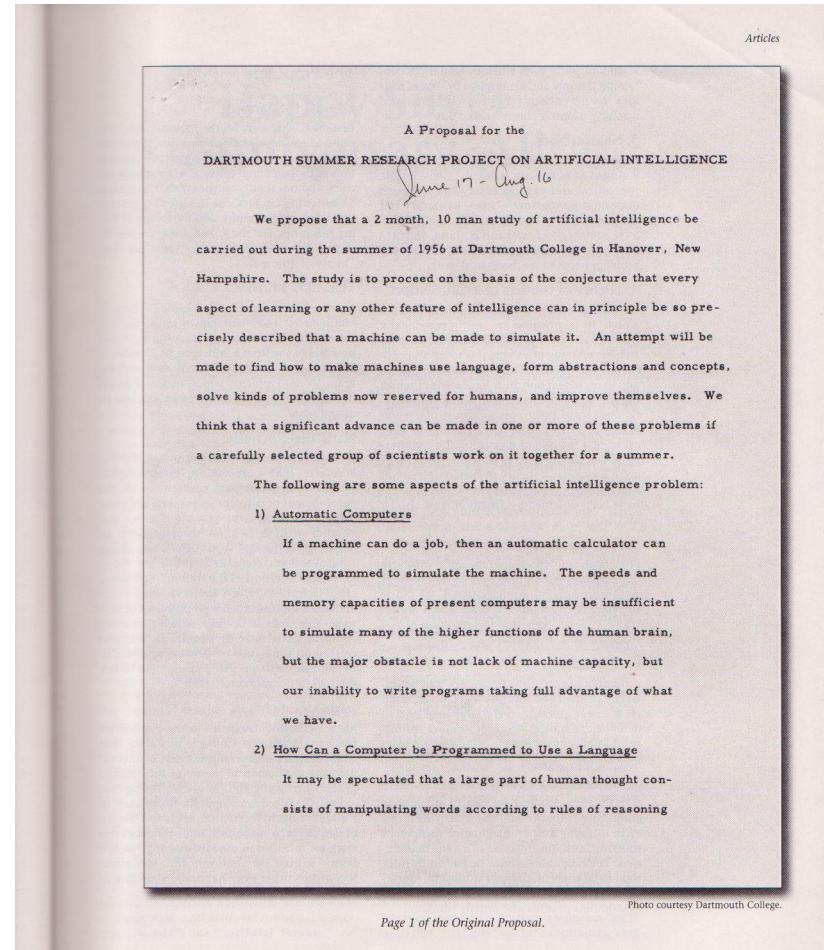 Articles
A Proposal for the
DARTMOUTH SUMMER RESEARCH PROJECT ON ARTIFICIAL INTELLIGENCE
June 17 - Aug. 16
We propose that a 2 month, 10 man study of artificial intelligence be
carried out during the summer of 1956 at Dartmouth College in Hanover, New
Hampshire. The study is to proceed on the basis of the conjecture that every
aspect of learning or any other feature of intelligence can in principle be so pre-
cisely described that a machine can be made to simulate it. An attempt will be
made to find how to make machines use language, form abstractions and concepts,
solve kinds of problems now reserved for humans, and improve themselves. We
think that a significant advance can be made in one or more of these problems if
a carefully selected group of scientists work on it together for a summer.
The following are some aspects of the artificial intelligence problem:
1) Automatic Computers
If a machine can do a job, then an automatic calculator can
be programmed to simulate the machine. The speeds and
memory capacities of present computers may be insufficient
to simulate many of the higher functions of the human brain,
but the major obstacle is not lack of machine capacity, but
our inability to write programs taking full advantage of what
we have.
2) How Can a Computer be Programmed to Use a Language
It may be speculated that a large part of human thought con-
sists of manipulating words according to rules of reasoning
Photo courtesy Dartmouth College.
Page 1 of the Original Proposal.